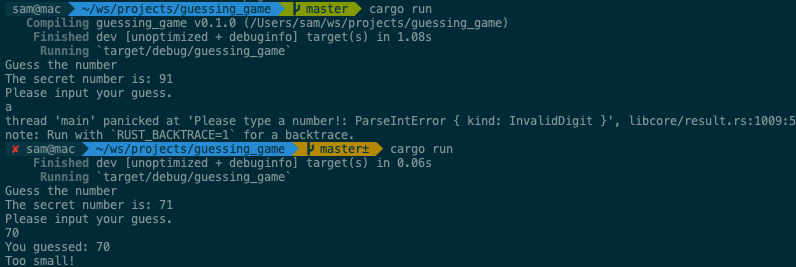 sam@mac ~/ws/projects/guessing_game master cargo run
Compiling guessing_game v0.1.0 (/Users/sam/ws/projects/guessing_game)
Finished dev [unoptimized + debuginfo] target(s) in 1.08s
Running `target/debug/guessing_game`
Guess the number
The secret number is: 91
Please input your guess.
a
thread 'main' panicked at 'Please type a number!: ParseIntError { kind: InvalidDigit }', libcore/result.rs:1009:5
note: Run with `RUST_BACKTRACE=1` for a backtrace.
✘ sam@mac ~/ws/projects/guessing_game master± cargo run
Finished dev [unoptimized + debuginfo] target(s) in 0.06s
Running `target/debug/guessing_game`
Guess the number
The secret number is: 71
Please input your guess.
70
You guessed: 70
Too small!